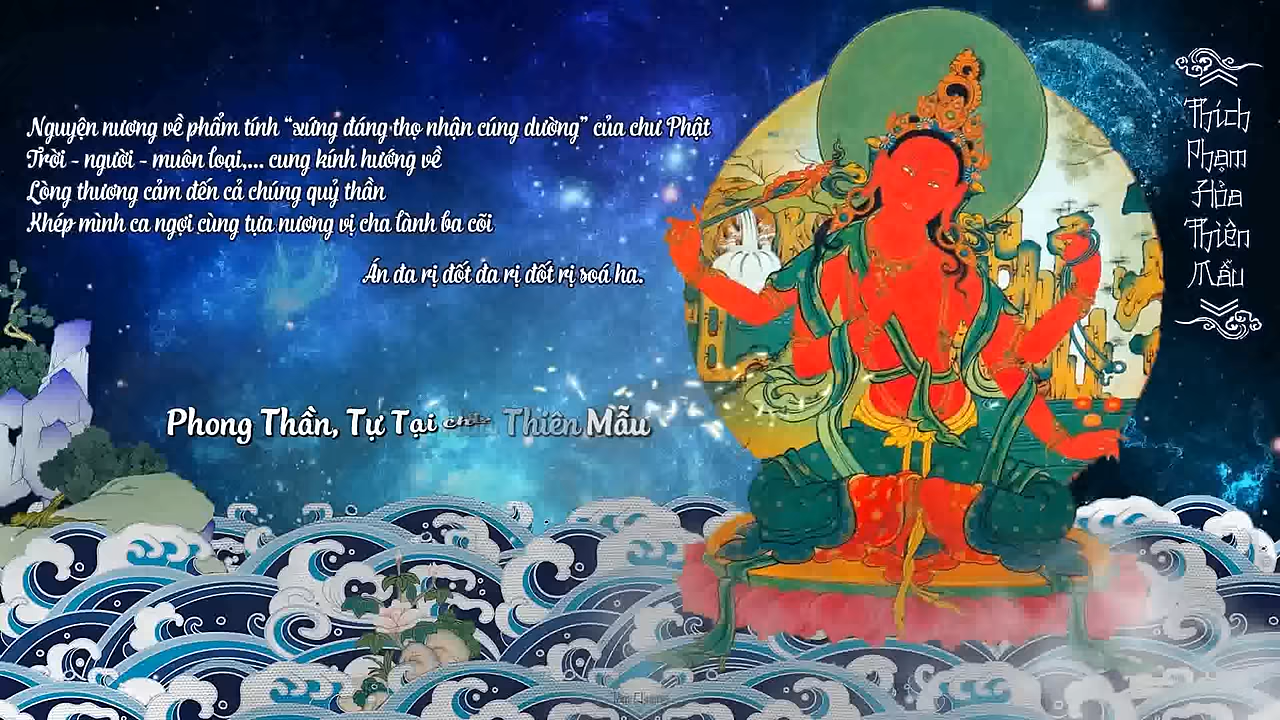 Nguyện nương về phẩm tính “xứng đáng thọ nhận cúng dường” của chư Phật
Trời - người - muôn loại,... cung kính hướng về
Lòng thương cảm đến cả chúng quỷ thần
Khép mình ca ngợi cùng tựa nương vị cha lành ba cõi
Án đa rị đốt đa rị đốt rị soá ha.
Phong Thần, Tự Tại Thiên Mẫu
Thích
Phạm
Hỏa
Thiên
Mẫu